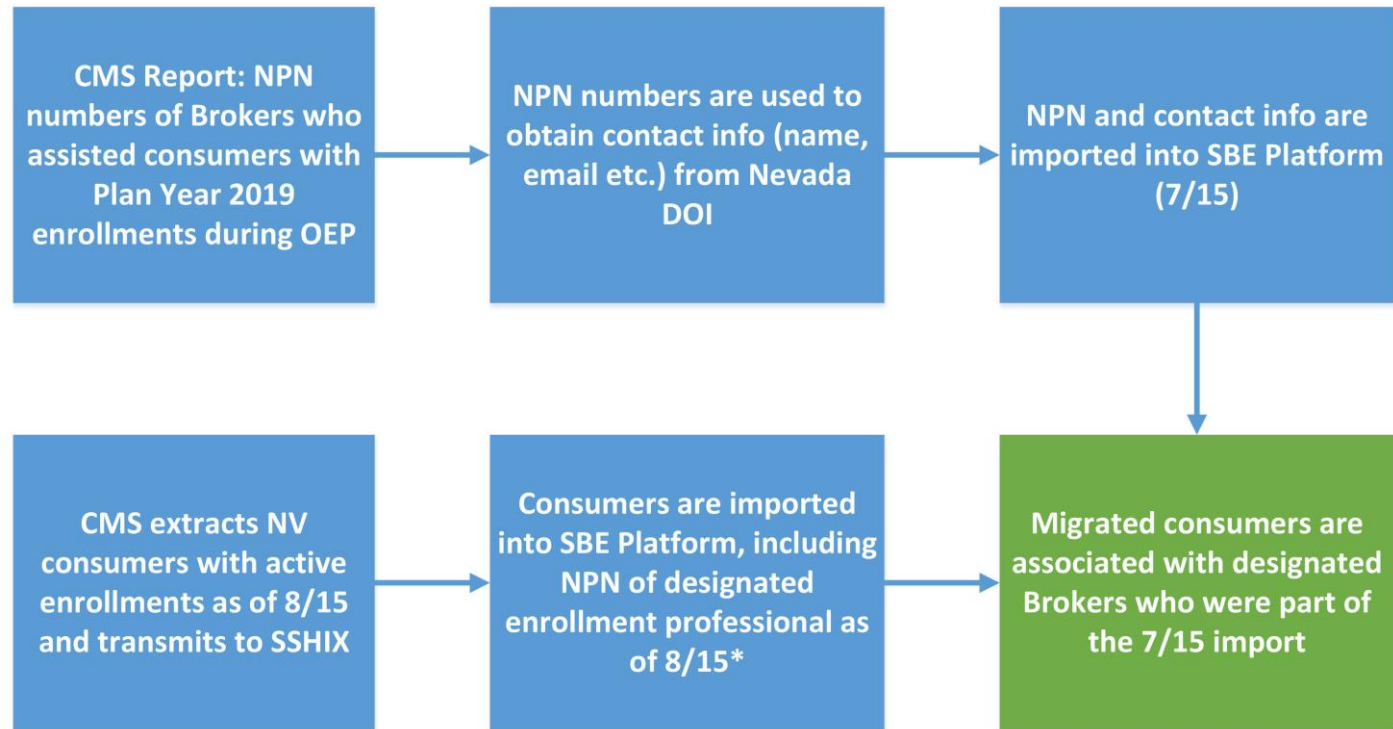 CMS Report: NPN
numbers of Brokers who
assisted consumers with
Plan Year 2019
enrollments during OEP
NPN numbers are used to
obtain contact info (name,
email etc.) from Nevada
DOI
NPN and contact info are
imported into SBE Platform
(7/15)
CMS extracts NV
consumers with active
enrollments as of 8/15
and transmits to SSHIX
Consumers are imported
into SBE Platform, including
NPN of designated
enrollment professional as
of 8/15*
Migrated consumers are
associated with designated
Brokers who were part of
the 7/15 import